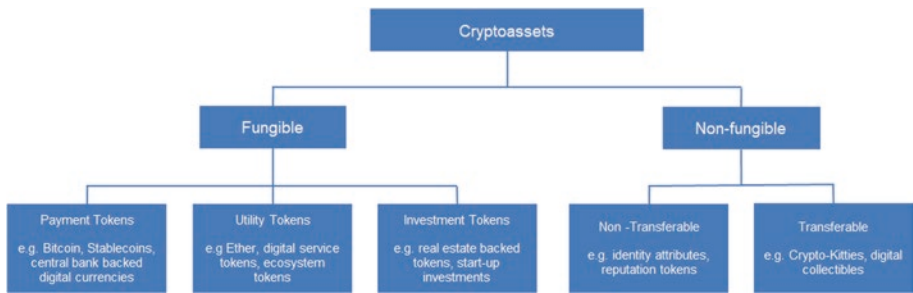 Cryptoassets
Fungible
Non-fungible
Payment Tokens
e.g. Bitcoin, Stablecoins,
central bank backed
digital currencies
Utility Tokens
e.g Ether, digital service
tokens, ecosystem
tokens
Investment Tokens
e.g. real estate backed
tokens, start-up
investments
Non -Transferable
e.g. identity attributes,
reputation tokens
Transferable
e.g. Crypto-Kitties, digital
collectibles